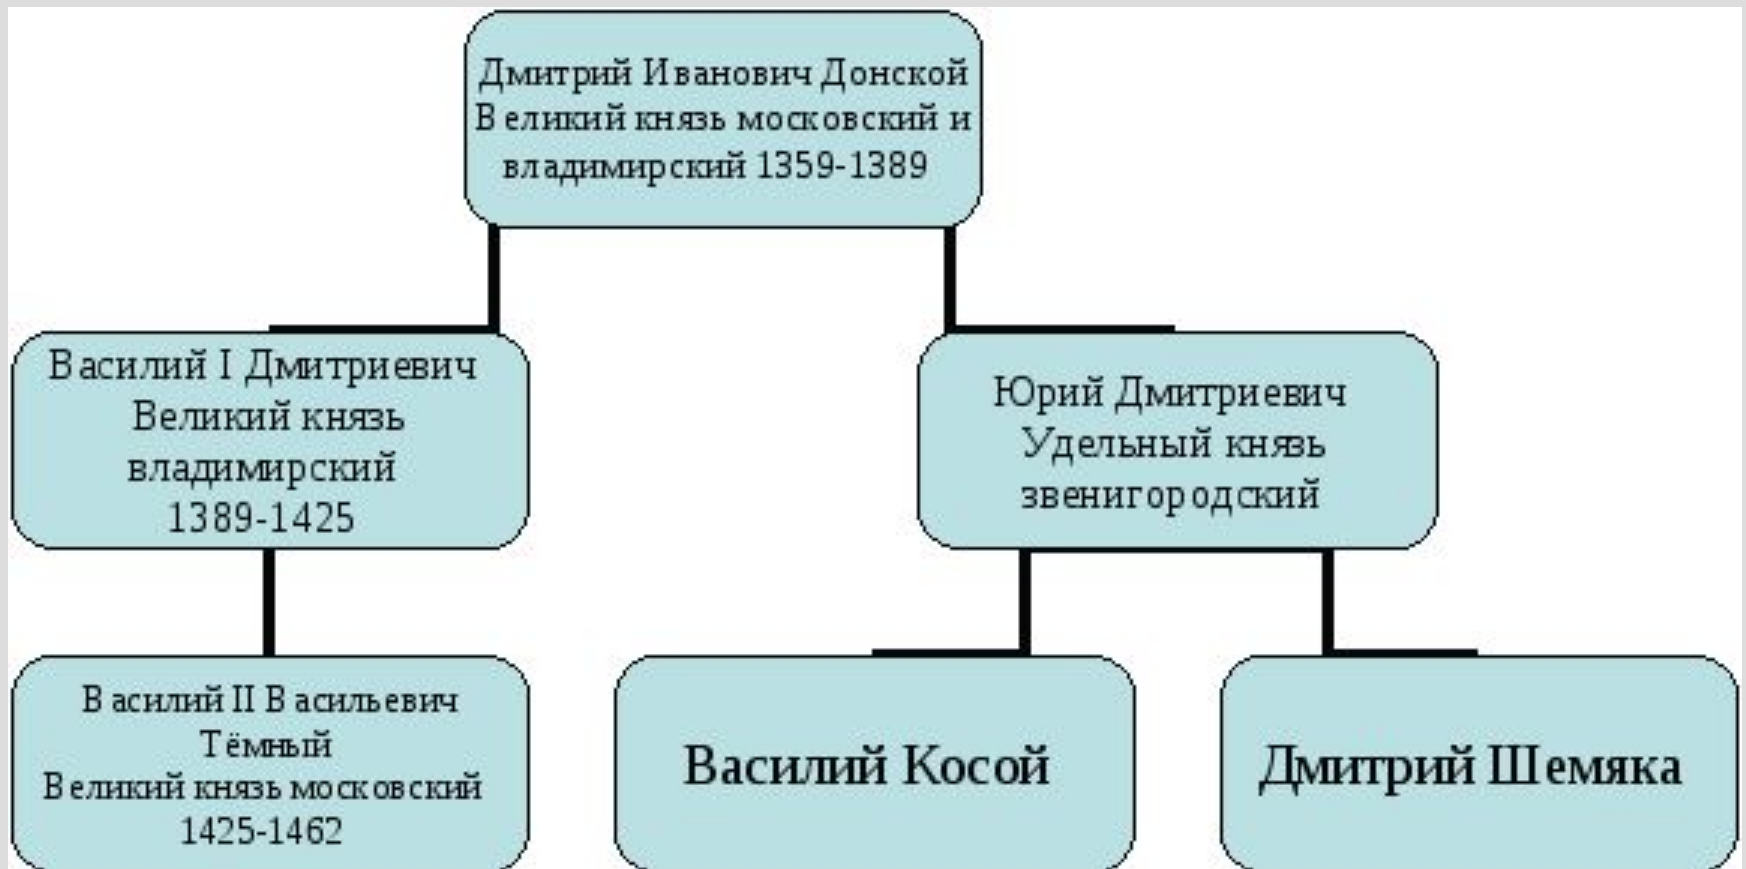 Дмитрий Иванович Донской
Великий князь московский и
владимирский 1359-1389
Василий I Дмитриевич
Великий князь
владимирский
1389-1425
Юрий Дмитриевич
Удельный князь
звенигородский
Василий II Васильевич
Тёмный
Великий князь московский
1425-1462
Василий Косой
Дмитрий Шемяка